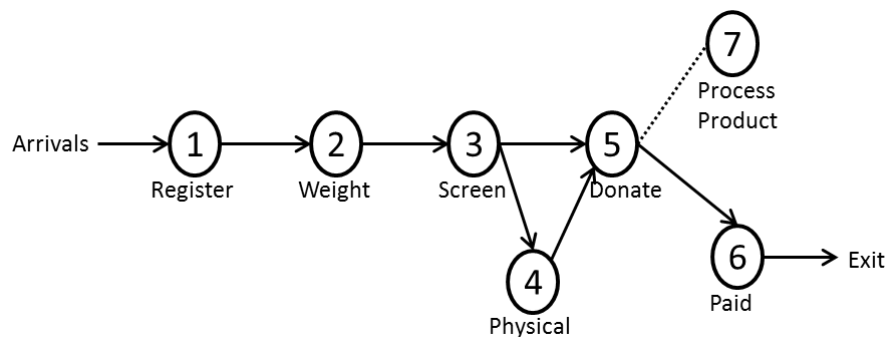 7
Process
Product
Arrivals
1
2
3
5
Register
Weight
Screen
Donate
4
6
Exit
Paid
Physical